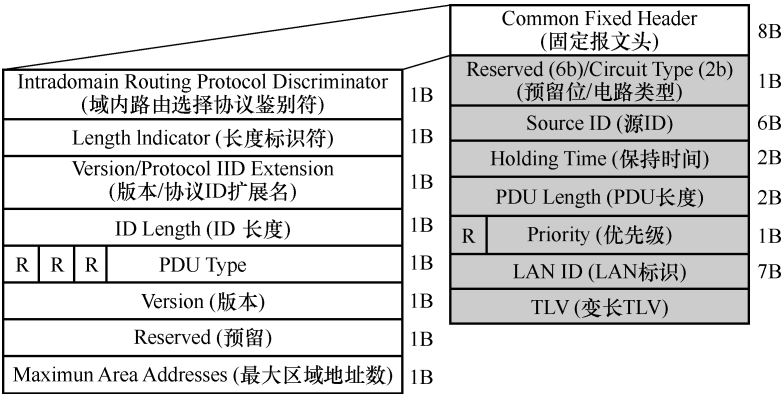 Common Fixed Header
(固定报文头)
8B
Reserved (6b)/Circuit Type (2b)
(预留位/电路类型)
1B
Source ID (源ID)
6B
Holding Time (保持时间)
2B
PDU Length (PDU长度)
2B
R
Priority (优先级)
1B
LAN ID (LAN标识)
7B
TLV (变长TLV)
Intradomain Routing Protocol Discriminator
(域内路由选择协议鉴别符)
1B
Length lndicator (长度标识符)
1B
Version/Protocol IID Extension
(版本/协议ID扩展名)
1B
ID Length (ID 长度)
1B
R R R PDU Type
1B
Version (版本)
1B
Reserved (预留)
1B
Maximun Area Addresses (最大区域地址数)
1B